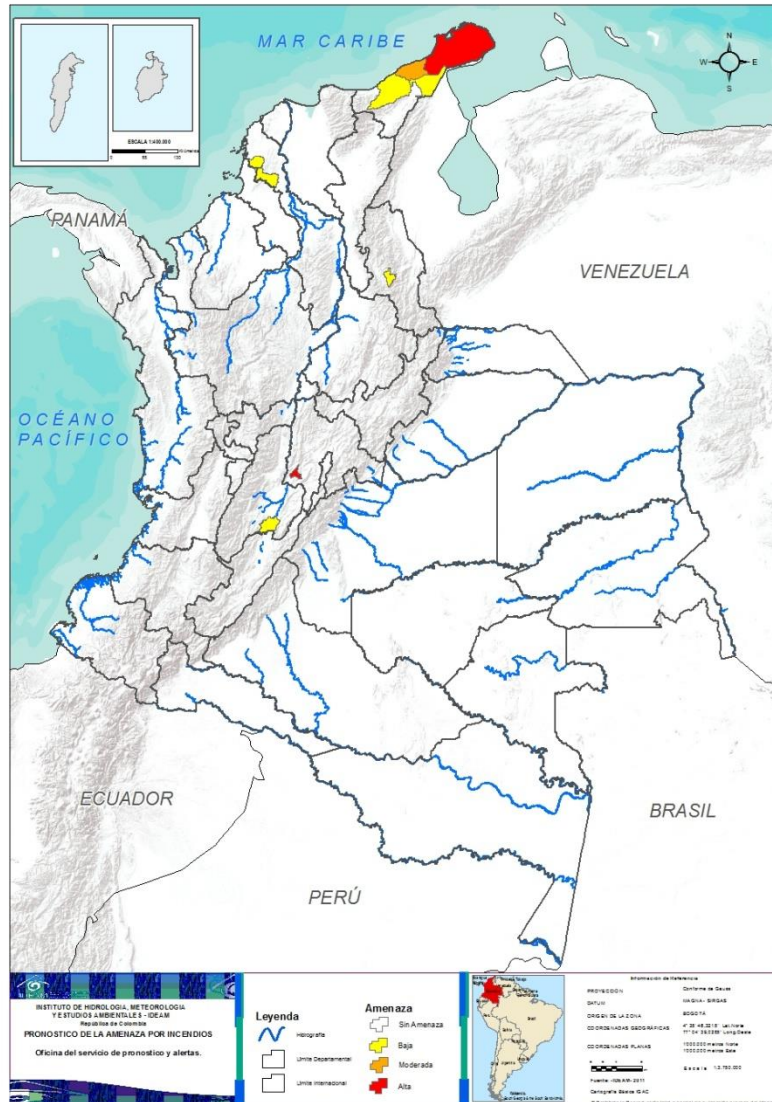 MAR CARIBE
N
W
E
S
ESCALA 1:400.000
PANAMÁ
VENEZUELA
OCÉANO
PACÍFICO
ECUADOR
BRASIL
PERÚ
INSTITUTO DE HIDROLOGIA, METEOROLOGIA
Y ESTUDIOS AMBIENTALES - IDEAM
República de Colombia
PRONOSTICO DE LA AMENAZA POR INCENDIOS
Oficina del servicio de pronostico y alertas.
Leyenda
Hidrografía
Límite Departamental
Límite Internacional
Amenaza
Sin Amenaza
Baja
Moderada
Alta
Información de Referencia
PROYECCION Conforme de Gauss
DATUM MAGNA- SIRGAS
ORIGEN DE LA ZONA BOGOTÁ
COORDENADAS GEOGRÁFICAS
COORDENADAS PLANAS 1000.000 metros Norte
1000.000 metros Este
Escala
Cartografía Básica IGAC